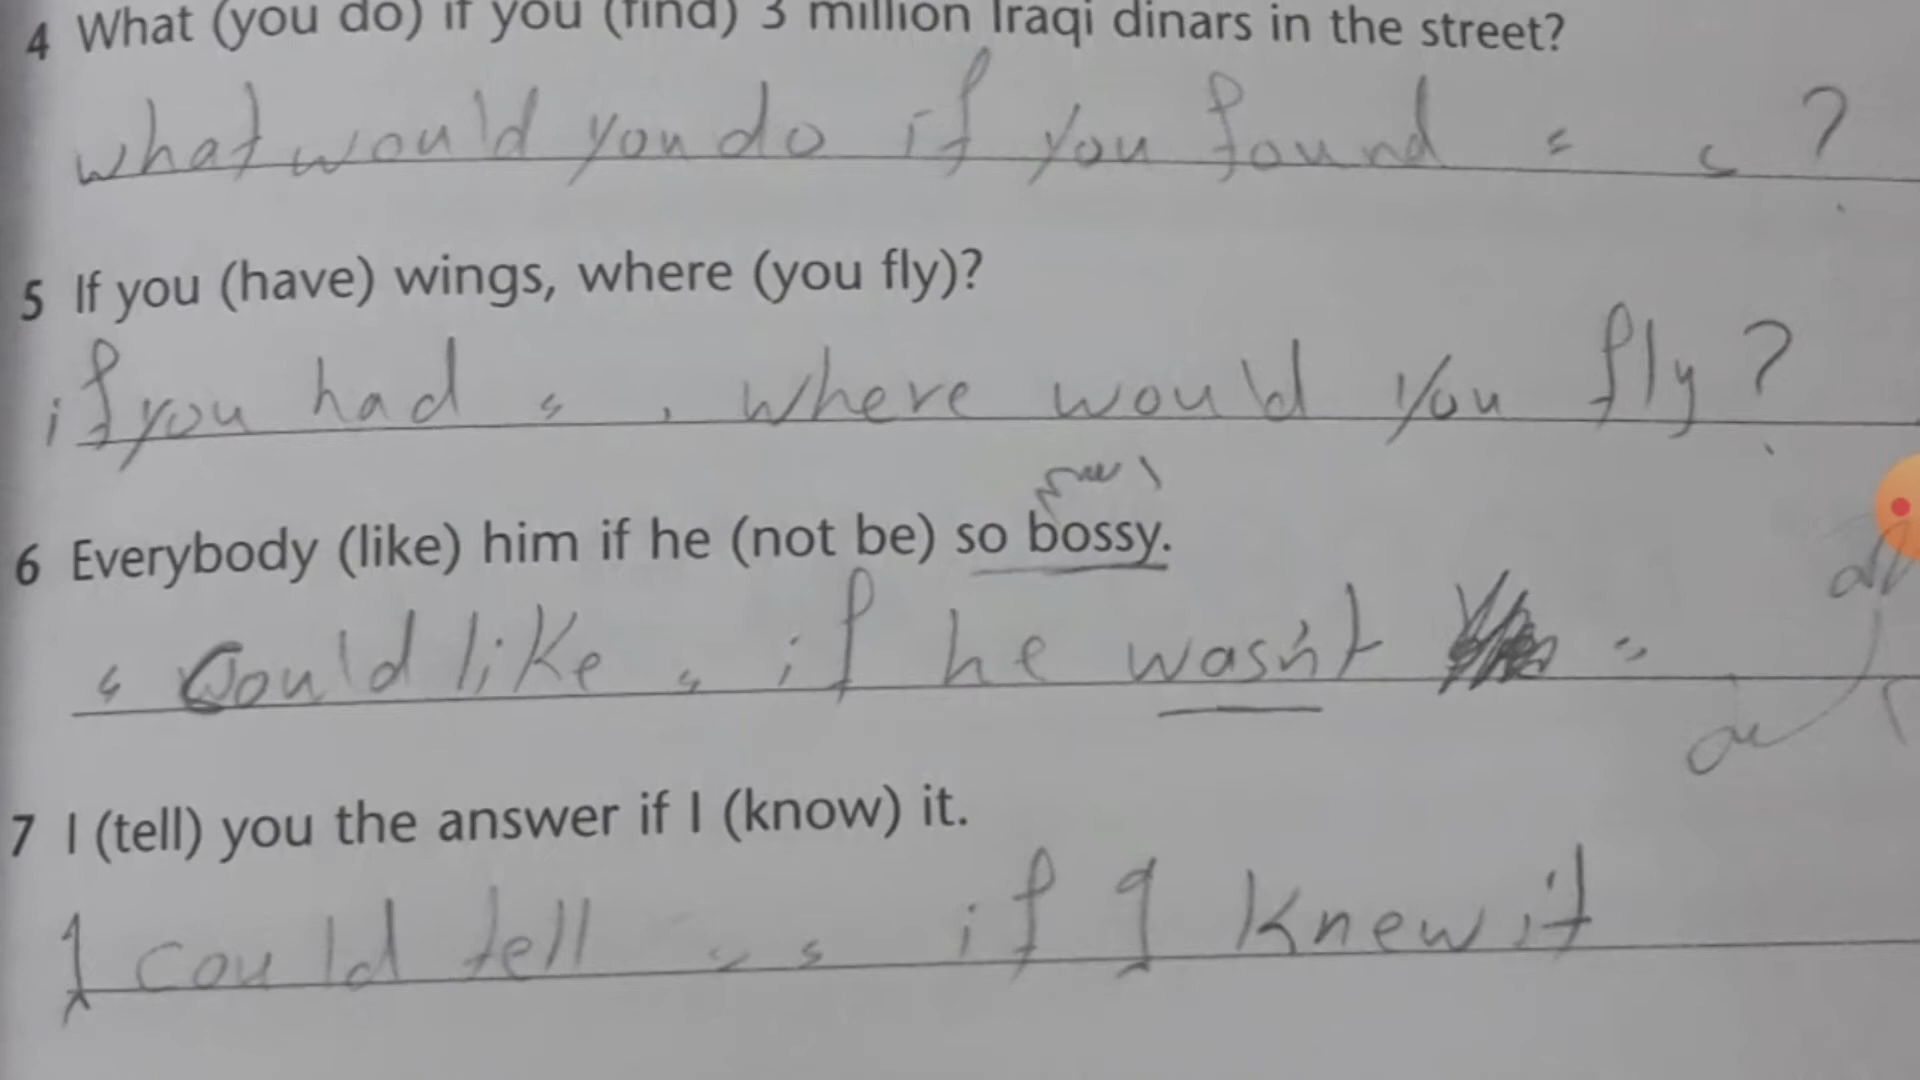 4 What (you do) if you (find) 3 million Iraqi dinars in the street?
what would you do if you found " " ?
5 If you (have) wings, where (you fly)?
if you had " , where would you fly?
6 Everybody (like) him if he (not be) so bossy.
" Could like " if he wasn't "
7 I (tell) you the answer if I (know) it.
I could tell " " if I knew it